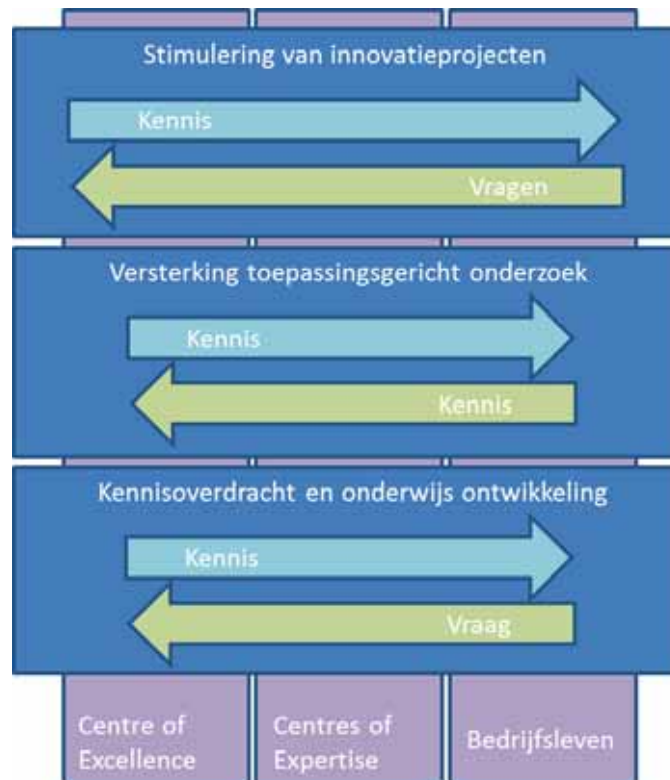 Stimulering van innovatieprojecten
Kennis
Vragen
Versterking toepassingsgericht onderzoek
Kennis
Kennis
Kennisoverdracht en onderwijs ontwikkeling
Kennis
Vraag
Centre of
Excellence
Centres of
Expertise
Bedrijfsleven